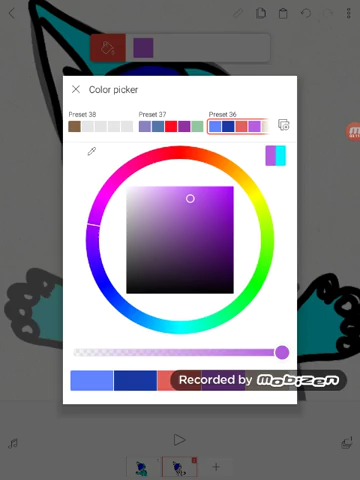 Color picker
Preset 38
Preset 37
Preset 36
Recorded by mobizen